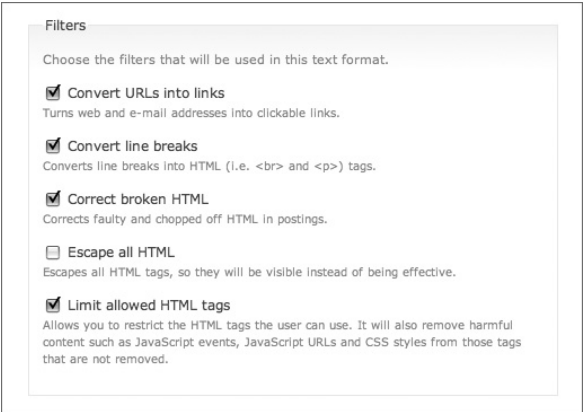 Filters
Choose the filters that will be used in this text format.
Convert URLs into links
Turns web and e-mail addresses into clickable links.
Convert line breaks
Converts line breaks into HTML (i.e. <br> and <p>) tags.
Correct broken HTML
Corrects faulty and chopped off HTML in postings.
Escape all HTML
Escapes all HTML tags, so they will be visible instead of being effective.
Limit allowed HTML tags
Allows you to restrict the HTML tags the user can use. It will also remove harmful
content such as JavaScript events, JavaScript URLs and CSS styles from those tags
that are not removed.